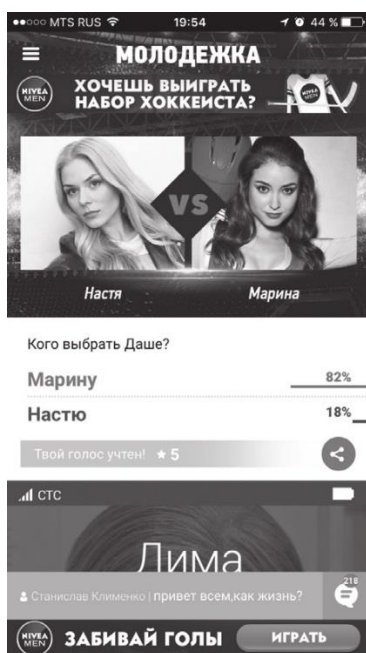 MTS RUS 19:54 44 %
МОЛОДЕЖКА
NIVEA MEN
ХОЧЕШЬ ВЫИГРАТЬ
НАБОР ХОККЕИСТА?
NIVEA MEN
VS
Настя Марина
Кого выбрать Даше?
Марину 82%
Настю 18%
Твой голос учтен! ★ 5
СТС
Дима
218
Станислав Клименко | привет всем,как жизнь?
NIVEA MEN
ЗАБИВАЙ ГОЛЫ ИГРАТЬ